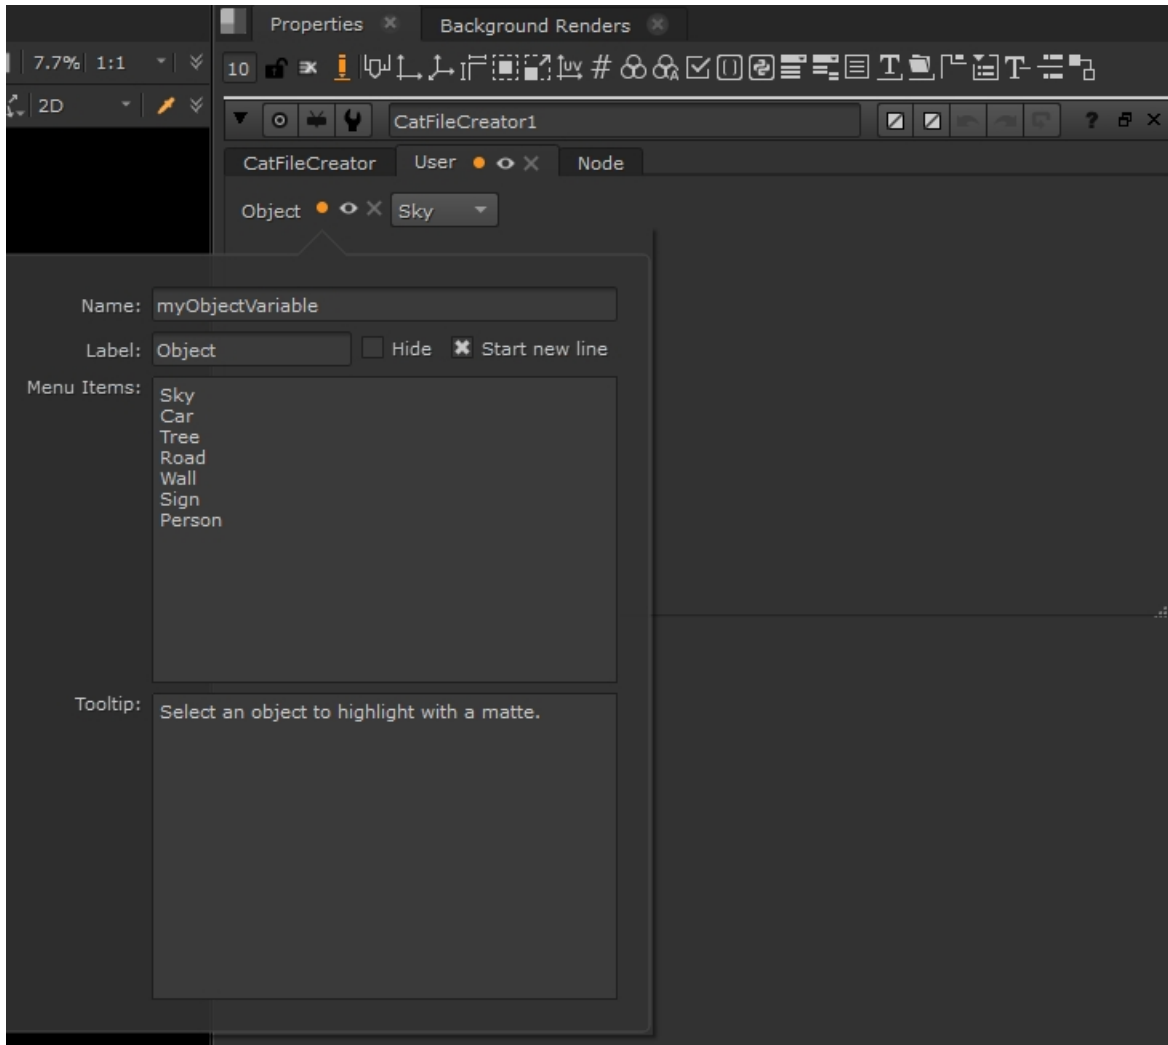 Properties Background Renders
7.7% 1:1
10
2D
CatFileCreator1
?
CatFileCreator User Node
Object Sky
Name: myObjectVariable
Label: Object Hide Start new line
Menu Items: Sky
Car
Tree
Road
Wall
Sign
Person
Tooltip: Select an object to highlight with a matte.